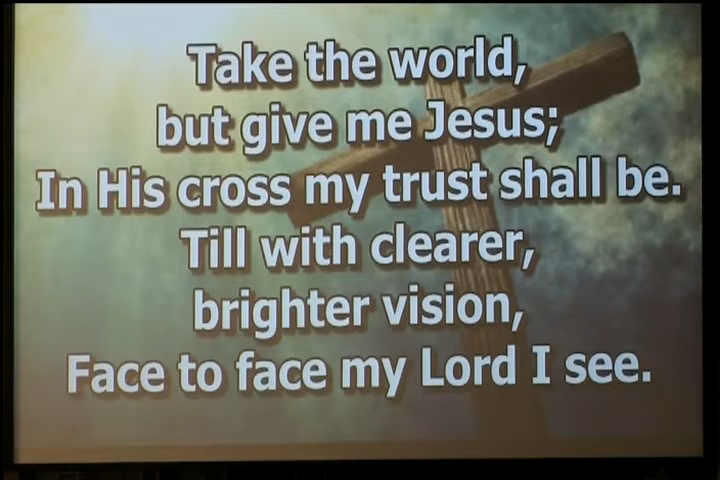 Take the world,
but give me Jesus;
In His cross my trust shall be.
Till with clearer,
brighter vision,
Face to face my Lord I see.